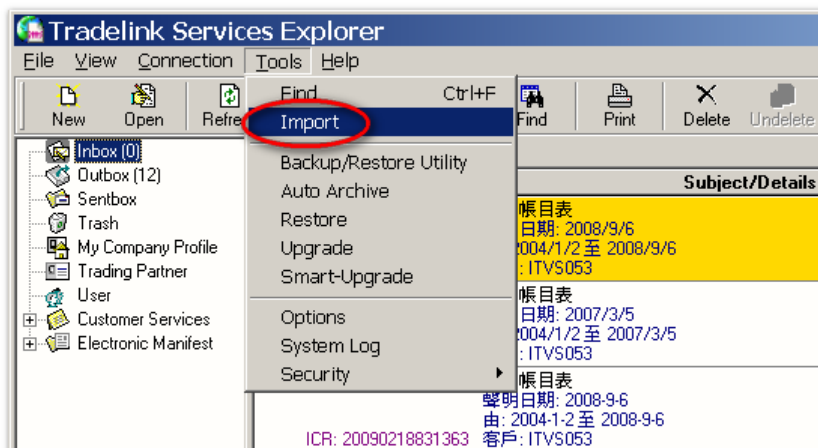 Tradelink Services Explorer
File View Connection Tools Help
New Open Refre Find Print Delete Undelete
Find Ctrl+F
Import
Backup/Restore Utility
Auto Archive
Restore
Upgrade
Smart-Upgrade
Options
System Log
Security
Inbox (0)
Outbox (12)
Sentbox
Trash
My Company Profile
Trading Partner
User
Customer Services
Electronic Manifest
Subject/Details
帳目表
日期: 2008/9/6
2004/1/2 至 2008/9/6
: ITVS053
帳目表
日期: 2007/3/5
2004/1/2 至 2007/3/5
: ITVS053
帳目表
聲明日期: 2008-9-6
由: 2004-1-2 至 2008-9-6
ICR: 20090218831363 客戶: ITVS053